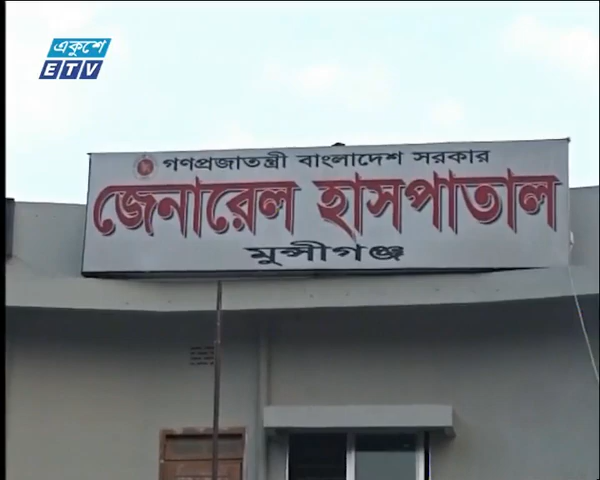 একুশে
ETV
গণপ্রজাতন্ত্রী বাংলাদেশ সরকার
জেনারেল হাসপাতাল
মুন্সীগঞ্জ